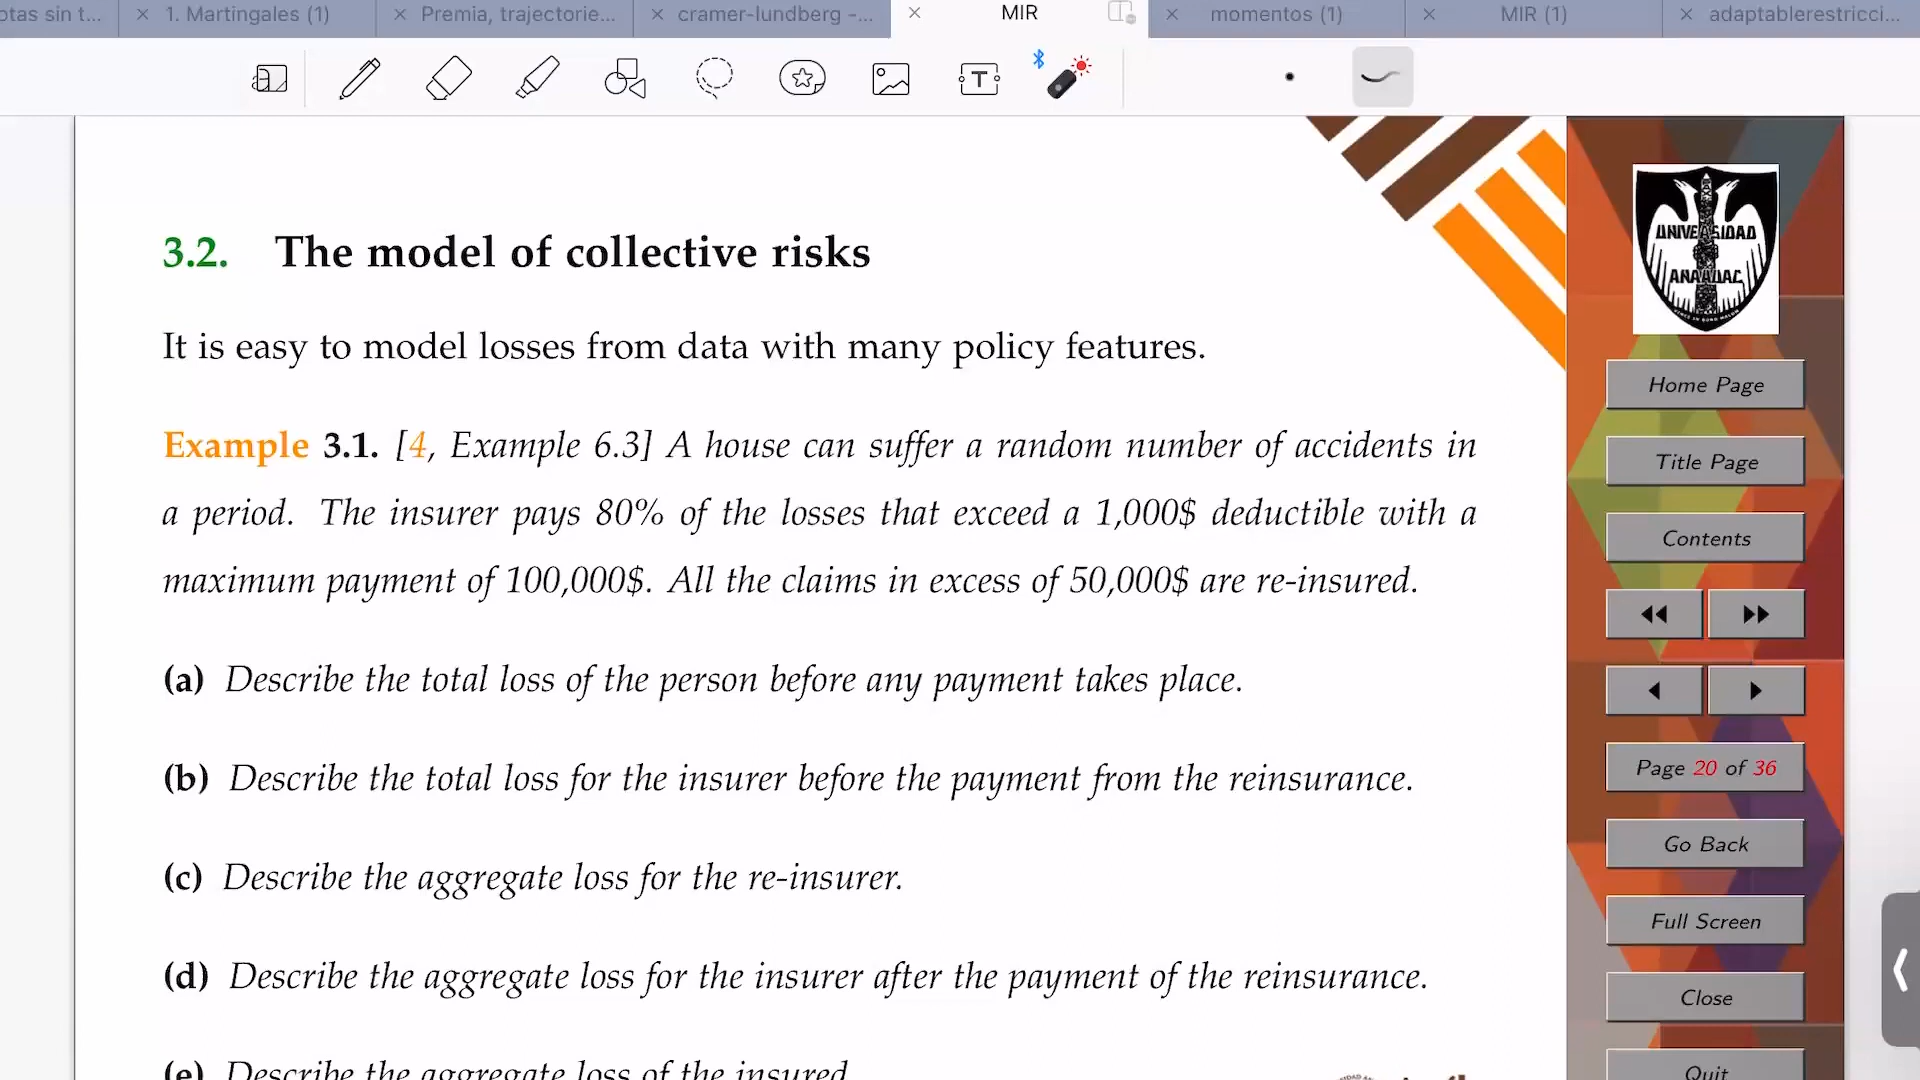 otas sin t...
1. Martingales (1)
Premia, trajectorie...
cramer-lundberg -...
MIR
momentos (1)
MIR (1)
adaptablerestricci...
3.2. The model of collective risks
It is easy to model losses from data with many policy features.
Example 3.1. [4, Example 6.3] A house can suffer a random number of accidents in
a period. The insurer pays 80% of the losses that exceed a 1,000$ deductible with a
maximum payment of 100,000$. All the claims in excess of 50,000$ are re-insured.
(a) Describe the total loss of the person before any payment takes place.
(b) Describe the total loss for the insurer before the payment from the reinsurance.
(c) Describe the aggregate loss for the re-insurer.
(d) Describe the aggregate loss for the insurer after the payment of the reinsurance.
(e) Describe the aggregate loss of the insured
UNIVERSIDAD
ANAHUAC
Home Page
Title Page
Contents
Page 20 of 36
Go Back
Full Screen
Close
Quit